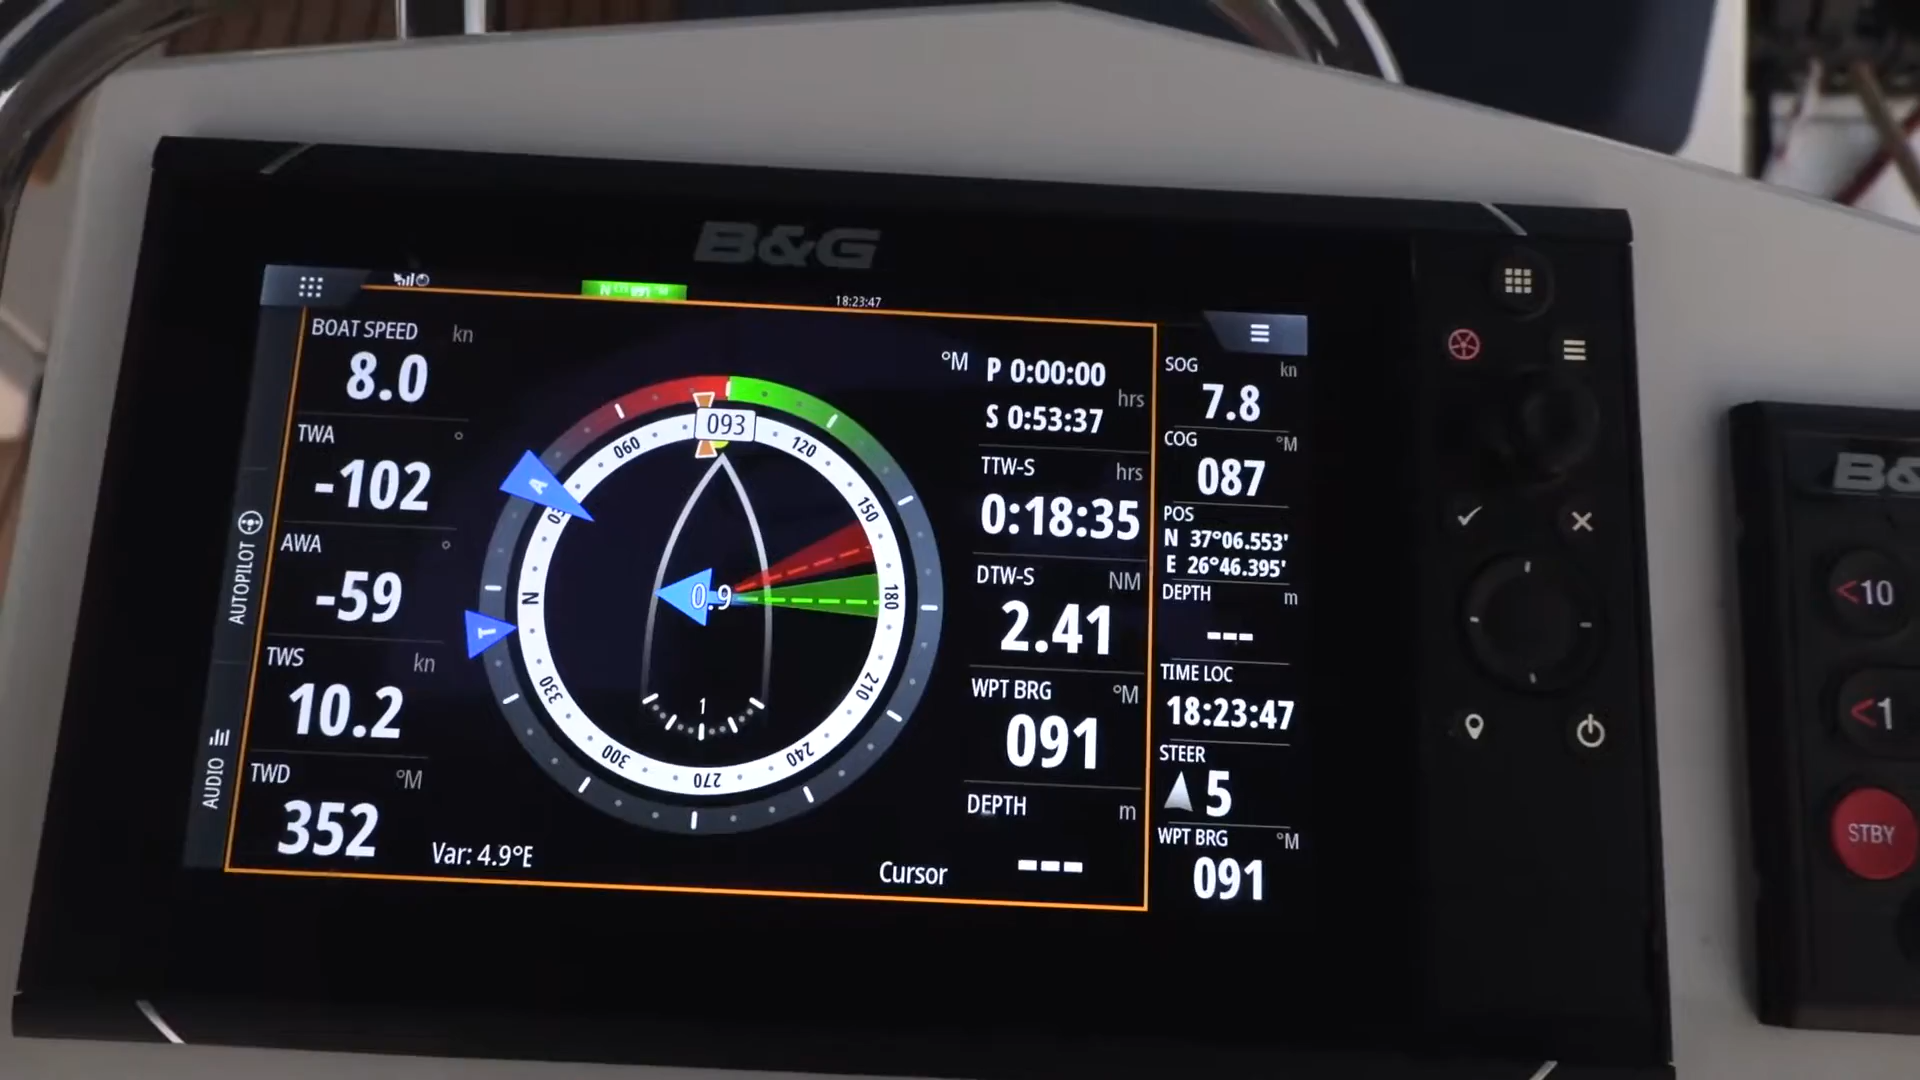 B&G
18:23:47
BOAT SPEED kn
8.0
TWA °
-102
AWA °
-59
TWS kn
10.2
TWD °M
352
AUTOPILOT
AUDIO
Var: 4.9°E
Cursor
°M
093
060
120
150
180
210
240
270
300
330
N
A
T
0.9
1
P 0:00:00 hrs
S 0:53:37
TTW-S hrs
0:18:35
DTW-S NM
2.41
WPT BRG °M
091
DEPTH m
---
SOG kn
7.8
COG °M
087
POS
N 37°06.553'
E 26°46.395'
DEPTH m
---
TIME LOC
18:23:47
STEER
5
WPT BRG °M
091
<10
<1
STBY